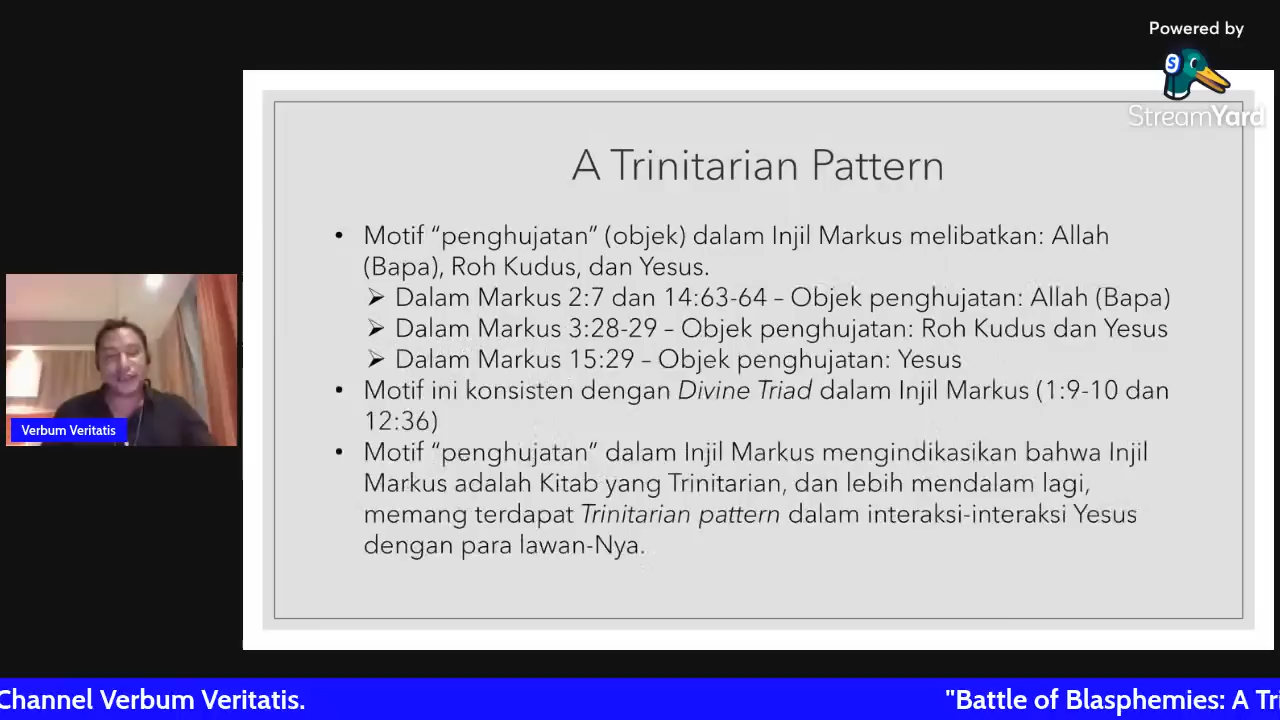 Powered by
StreamYard
A Trinitarian Pattern
• Motif “penghujatan” (objek) dalam Injil Markus melibatkan: Allah
(Bapa), Roh Kudus, dan Yesus.
➢ Dalam Markus 2:7 dan 14:63-64 – Objek penghujatan: Allah (Bapa)
➢ Dalam Markus 3:28-29 – Objek penghujatan: Roh Kudus dan Yesus
➢ Dalam Markus 15:29 – Objek penghujatan: Yesus
• Motif ini konsisten dengan Divine Triad dalam Injil Markus (1:9-10 dan
12:36)
• Motif “penghujatan” dalam Injil Markus mengindikasikan bahwa Injil
Markus adalah Kitab yang Trinitarian, dan lebih mendalam lagi,
memang terdapat Trinitarian pattern dalam interaksi-interaksi Yesus
dengan para lawan-Nya.
Verbum Veritatis
Channel Verbum Veritatis.
"Battle of Blasphemies: A Tri